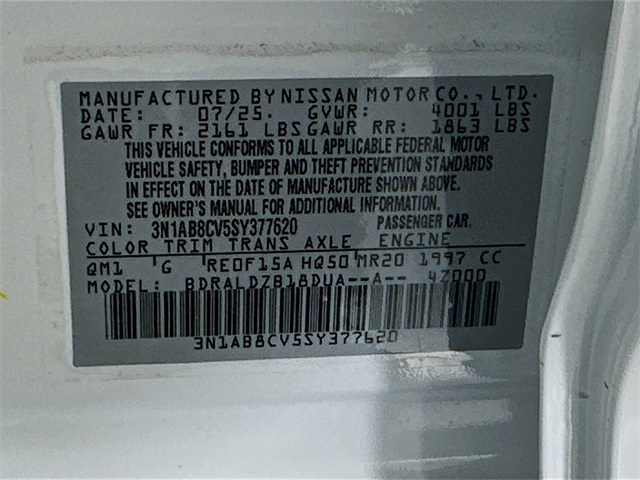 MANUFACTURED BY NISSAN MOTOR CO., LTD.
DATE: 07/25. GVWR: 4001 LBS
GAWR FR: 2161 LBS GAWR RR: 1863 LBS
THIS VEHICLE CONFORMS TO ALL APPLICABLE FEDERAL MOTOR
VEHICLE SAFETY, BUMPER AND THEFT PREVENTION STANDARDS
IN EFFECT ON THE DATE OF MANUFACTURE SHOWN ABOVE.
SEE OWNER'S MANUAL FOR ADDITIONAL INFORMATION.
VIN: 3N1AB8CV5SY377620 PASSENGER CAR.
COLOR TRIM TRANS AXLE ENGINE
QM1 G RE0F15A HQ50 MR20 1997 CC
MODEL: BDRALDZB18DUA--A-- 47000
3N1AB8CV5SY377620